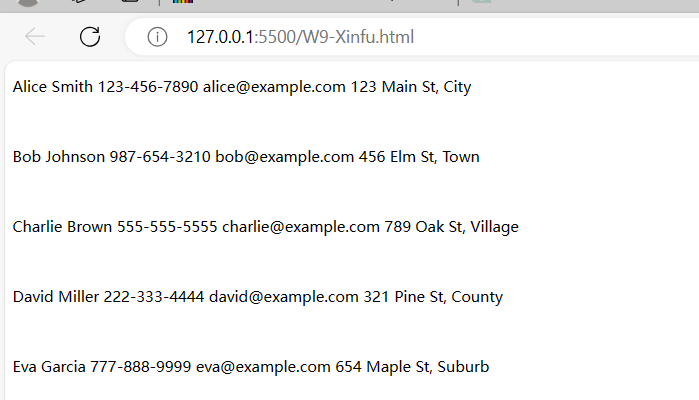 127.0.0.1:5500/W9-Xinfu.html
Alice Smith 123-456-7890 alice@example.com 123 Main St, City
Bob Johnson 987-654-3210 bob@example.com 456 Elm St, Town
Charlie Brown 555-555-5555 charlie@example.com 789 Oak St, Village
David Miller 222-333-4444 david@example.com 321 Pine St, County
Eva Garcia 777-888-9999 eva@example.com 654 Maple St, Suburb